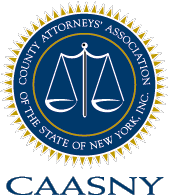 COUNTY ATTORNEYS' ASSOCIATION
OF THE STATE OF NEW YORK, INC.
CAASNY